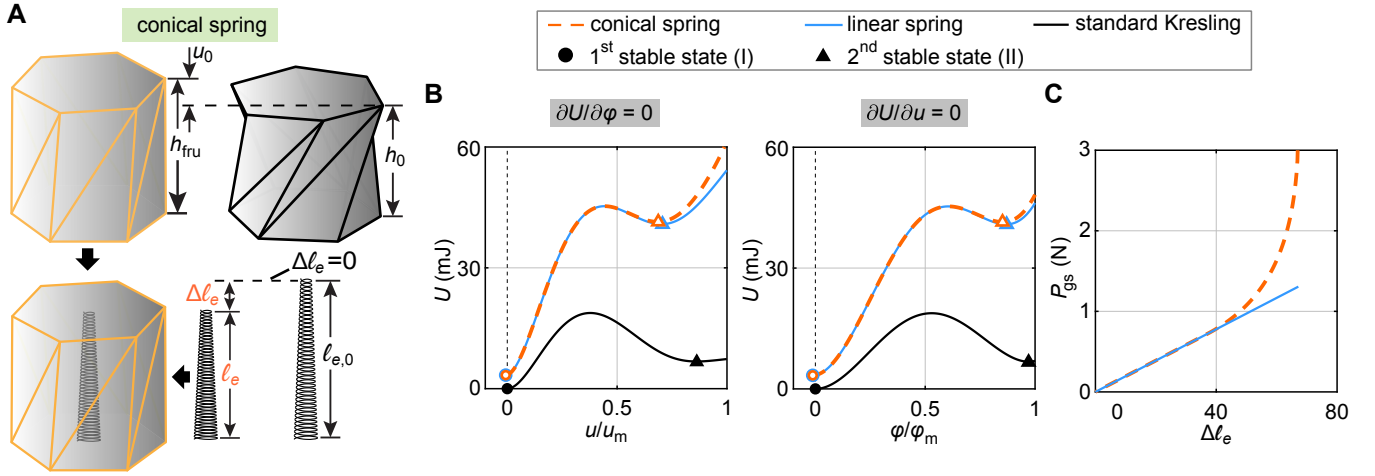 A
conical spring
u0
hfru
h0
Δℓe=0
Δℓe
ℓe
ℓe,0
conical spring
linear spring
standard Kresling
1st stable state (I)
2nd stable state (II)
B
∂U/∂φ = 0
60
30
0
U (mJ)
0
0.5
1
u/um
∂U/∂u = 0
60
30
0
U (mJ)
0
0.5
1
φ/φm
C
3
2
1
0
Pgs (N)
0
40
80
Δℓe